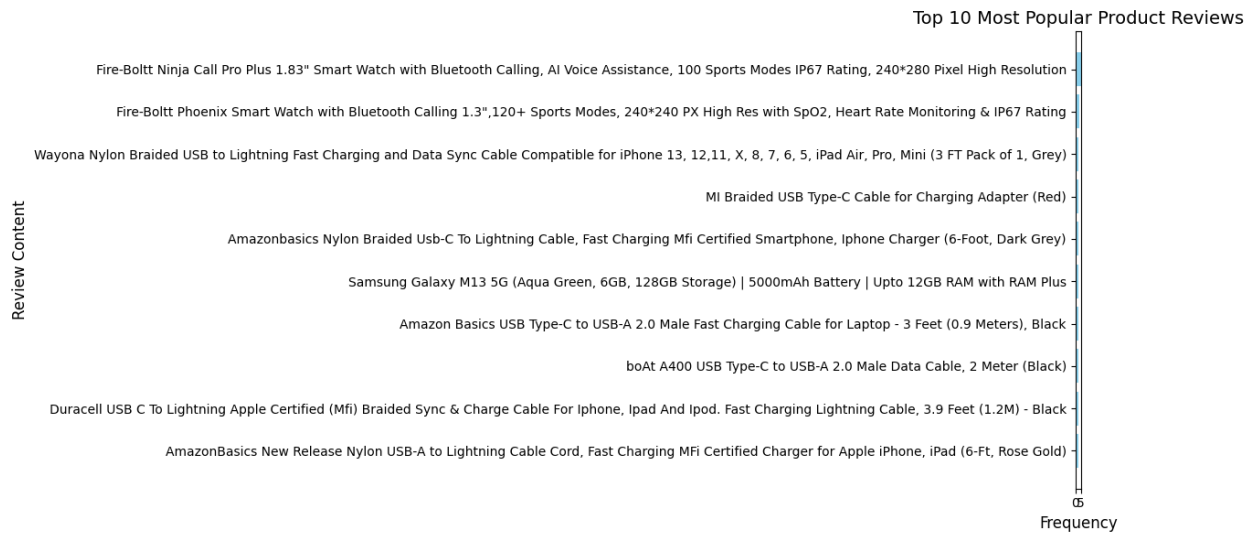 Top 10 Most Popular Product Reviews
Fire-Boltt Ninja Call Pro Plus 1.83" Smart Watch with Bluetooth Calling, AI Voice Assistance, 100 Sports Modes IP67 Rating, 240*280 Pixel High Resolution
Fire-Boltt Phoenix Smart Watch with Bluetooth Calling 1.3",120+ Sports Modes, 240*240 PX High Res with SpO2, Heart Rate Monitoring & IP67 Rating
Wayona Nylon Braided USB to Lightning Fast Charging and Data Sync Cable Compatible for iPhone 13, 12,11, X, 8, 7, 6, 5, iPad Air, Pro, Mini (3 FT Pack of 1, Grey)
MI Braided USB Type-C Cable for Charging Adapter (Red)
Amazonbasics Nylon Braided Usb-C To Lightning Cable, Fast Charging Mfi Certified Smartphone, Iphone Charger (6-Foot, Dark Grey)
Samsung Galaxy M13 5G (Aqua Green, 6GB, 128GB Storage) | 5000mAh Battery | Upto 12GB RAM with RAM Plus
Amazon Basics USB Type-C to USB-A 2.0 Male Fast Charging Cable for Laptop - 3 Feet (0.9 Meters), Black
boAt A400 USB Type-C to USB-A 2.0 Male Data Cable, 2 Meter (Black)
Duracell USB C To Lightning Apple Certified (Mfi) Braided Sync & Charge Cable For Iphone, Ipad And Ipod. Fast Charging Lightning Cable, 3.9 Feet (1.2M) - Black
AmazonBasics New Release Nylon USB-A to Lightning Cable Cord, Fast Charging MFi Certified Charger for Apple iPhone, iPad (6-Ft, Rose Gold)
Review Content
0 5
Frequency